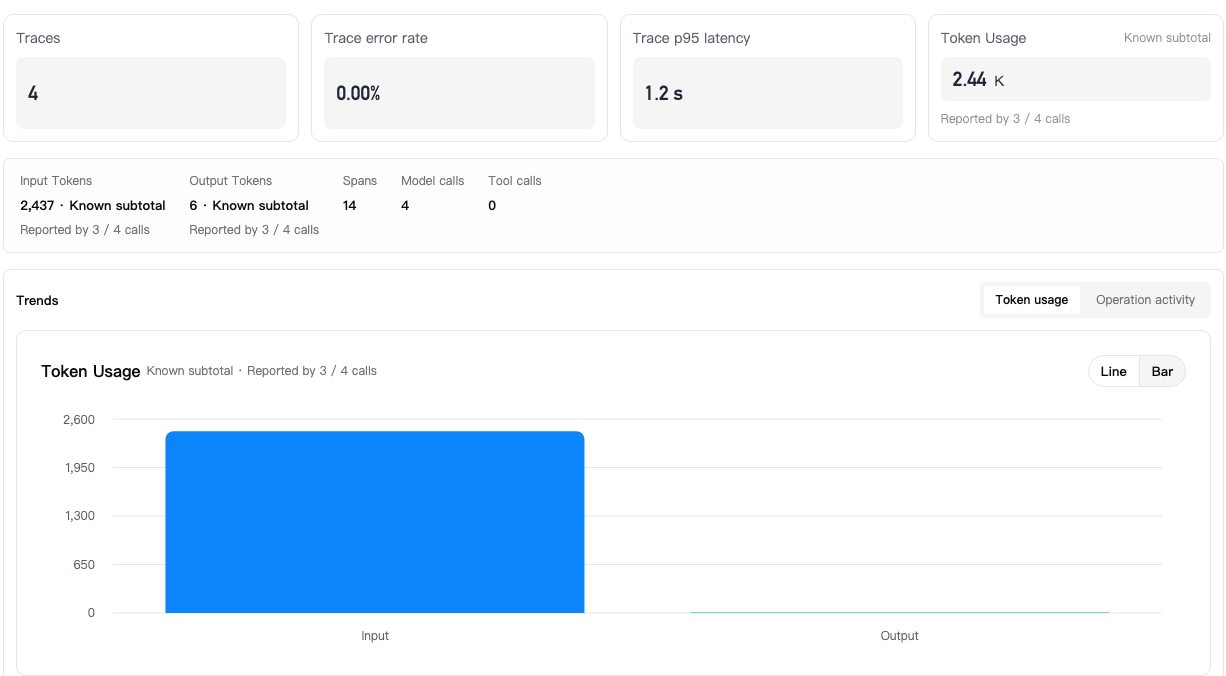 Traces
4
Trace error rate
0.00%
Trace p95 latency
1.2 s
Token Usage Known subtotal
2.44 K
Reported by 3 / 4 calls
Input Tokens
2,437 · Known subtotal
Reported by 3 / 4 calls
Output Tokens
6 · Known subtotal
Reported by 3 / 4 calls
Spans
14
Model calls
4
Tool calls
0
Trends
Token usage Operation activity
Token Usage Known subtotal · Reported by 3 / 4 calls
Line Bar
2,600
1,950
1,300
650
0
Input Output